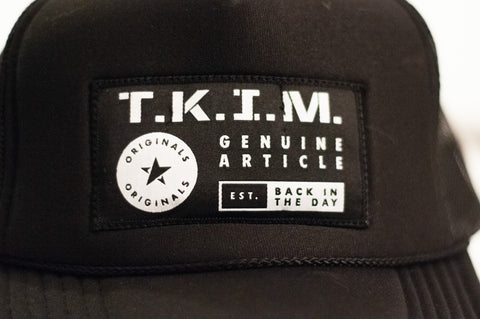 T.K.I.M.
GENUINE
ARTICLE
ORIGINALS
ORIGINALS
EST.
BACK IN
THE DAY